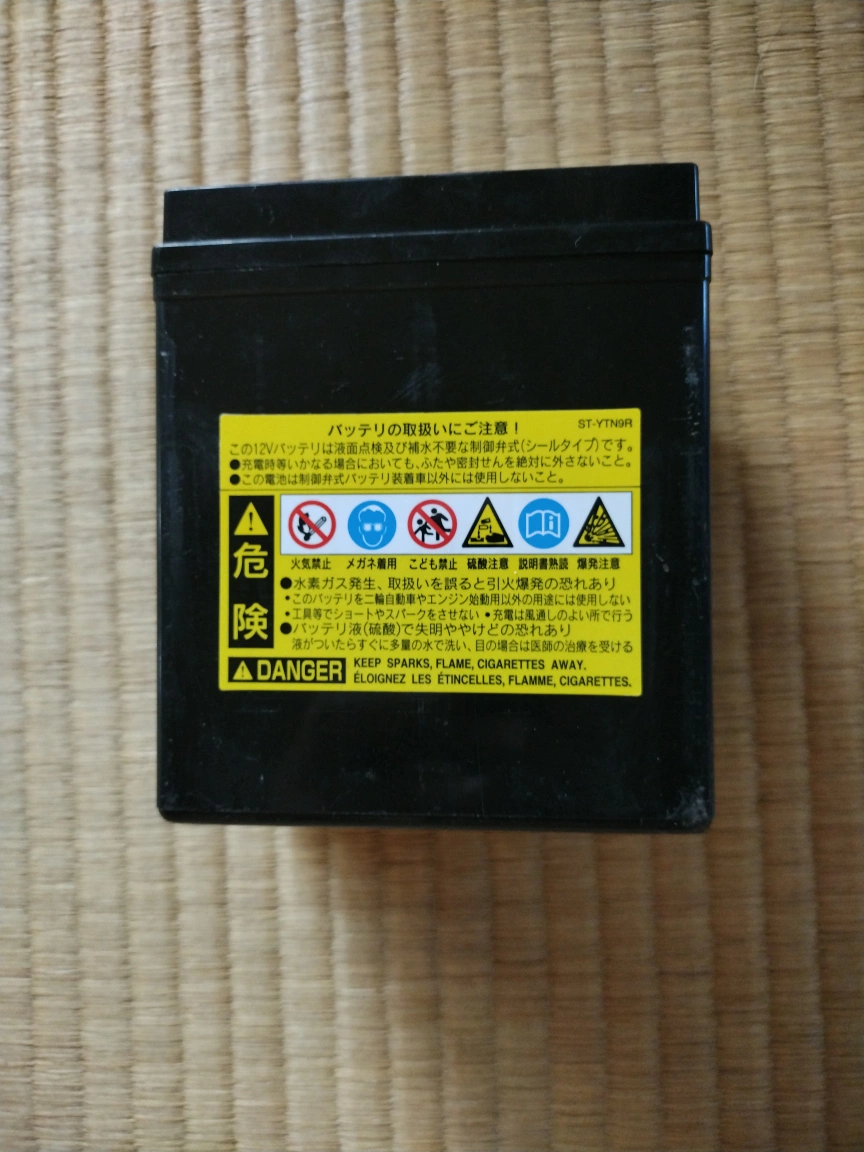 バッテリの取扱いにご注意！ ST-YTN9R
この12Vバッテリは液面点検及び補水不要な制御弁式(シールタイプ)です。
●充電時等いかなる場合においても、ふたや密封せんを絶対に外さないこと。
●この電池は制御弁式バッテリ装着車以外には使用しないこと。
危険
火気禁止 メガネ着用 こども禁止 硫酸注意 説明書熟読 爆発注意
●水素ガス発生、取扱いを誤ると引火爆発の恐れあり
•このバッテリを二輪自動車やエンジン始動用以外の用途には使用しない
•工具等でショートやスパークをさせない •充電は風通しのよい所で行う
●バッテリ液(硫酸)で失明ややけどの恐れあり
液がついたらすぐに多量の水で洗い、目の場合は医師の治療を受ける
DANGER
KEEP SPARKS, FLAME, CIGARETTES AWAY.
ÉLOIGNEZ LES ÉTINCELLES, FLAMME, CIGARETTES.